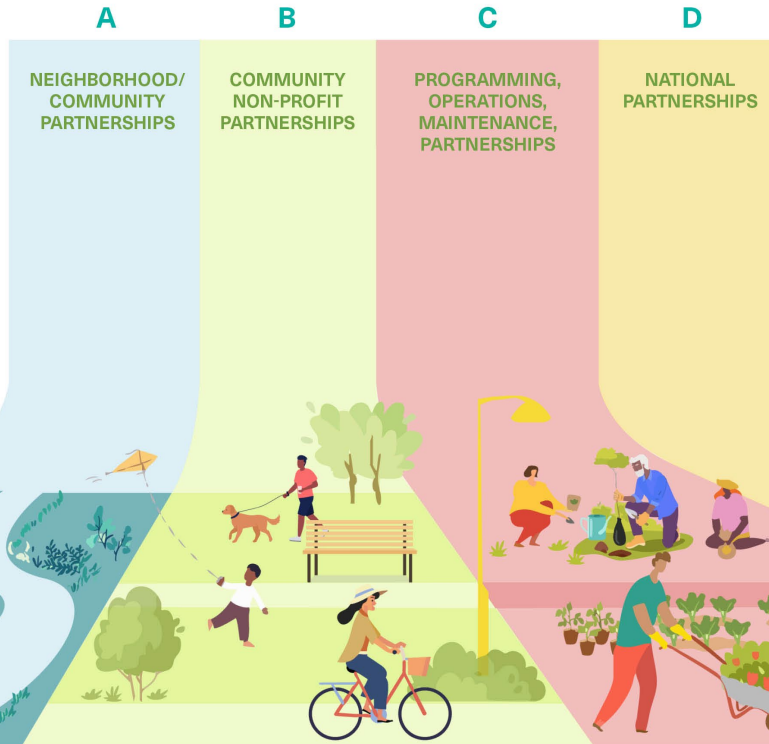 A
B
C
D
NEIGHBORHOOD/
COMMUNITY
PARTNERSHIPS
COMMUNITY
NON-PROFIT
PARTNERSHIPS
PROGRAMMING,
OPERATIONS,
MAINTENANCE,
PARTNERSHIPS
NATIONAL
PARTNERSHIPS